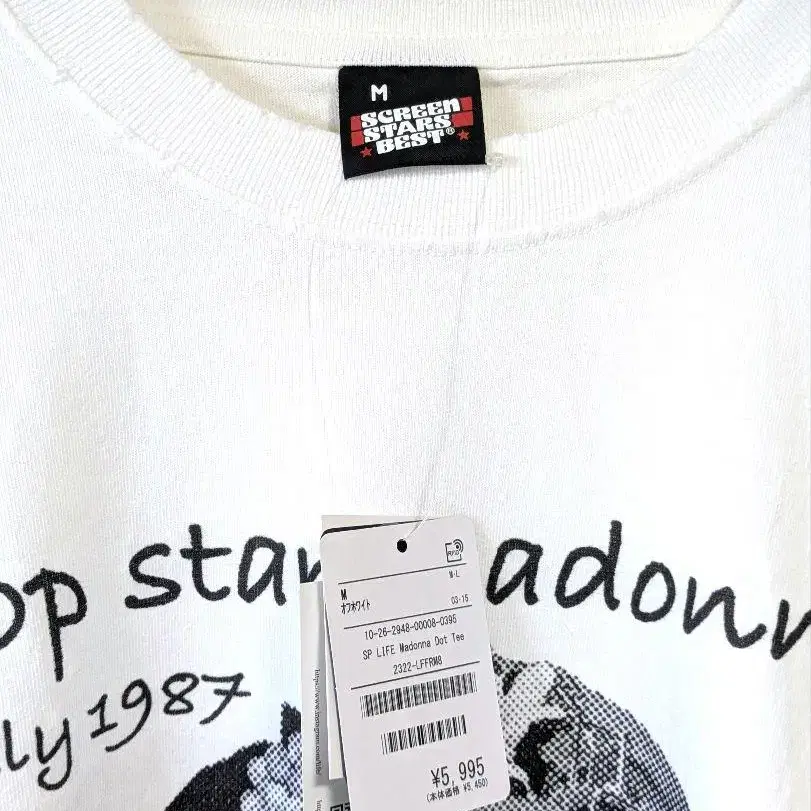 M
SCREEN
STARS
BEST®
op star adonn
ly 1987
RFID
M-L
M
オフホワイト
03-15
10-26-2948-00008-0395
SP LIFE Madonna Dot Tee
2322-LFFRM8
¥5,995
(本体価格 ¥5,450)